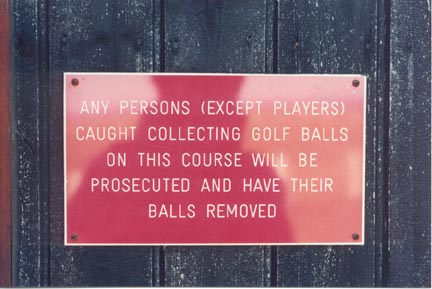 ANY PERSONS (EXCEPT PLAYERS)
CAUGHT COLLECTING GOLF BALLS
ON THIS COURSE WILL BE
PROSECUTED AND HAVE THEIR
BALLS REMOVED